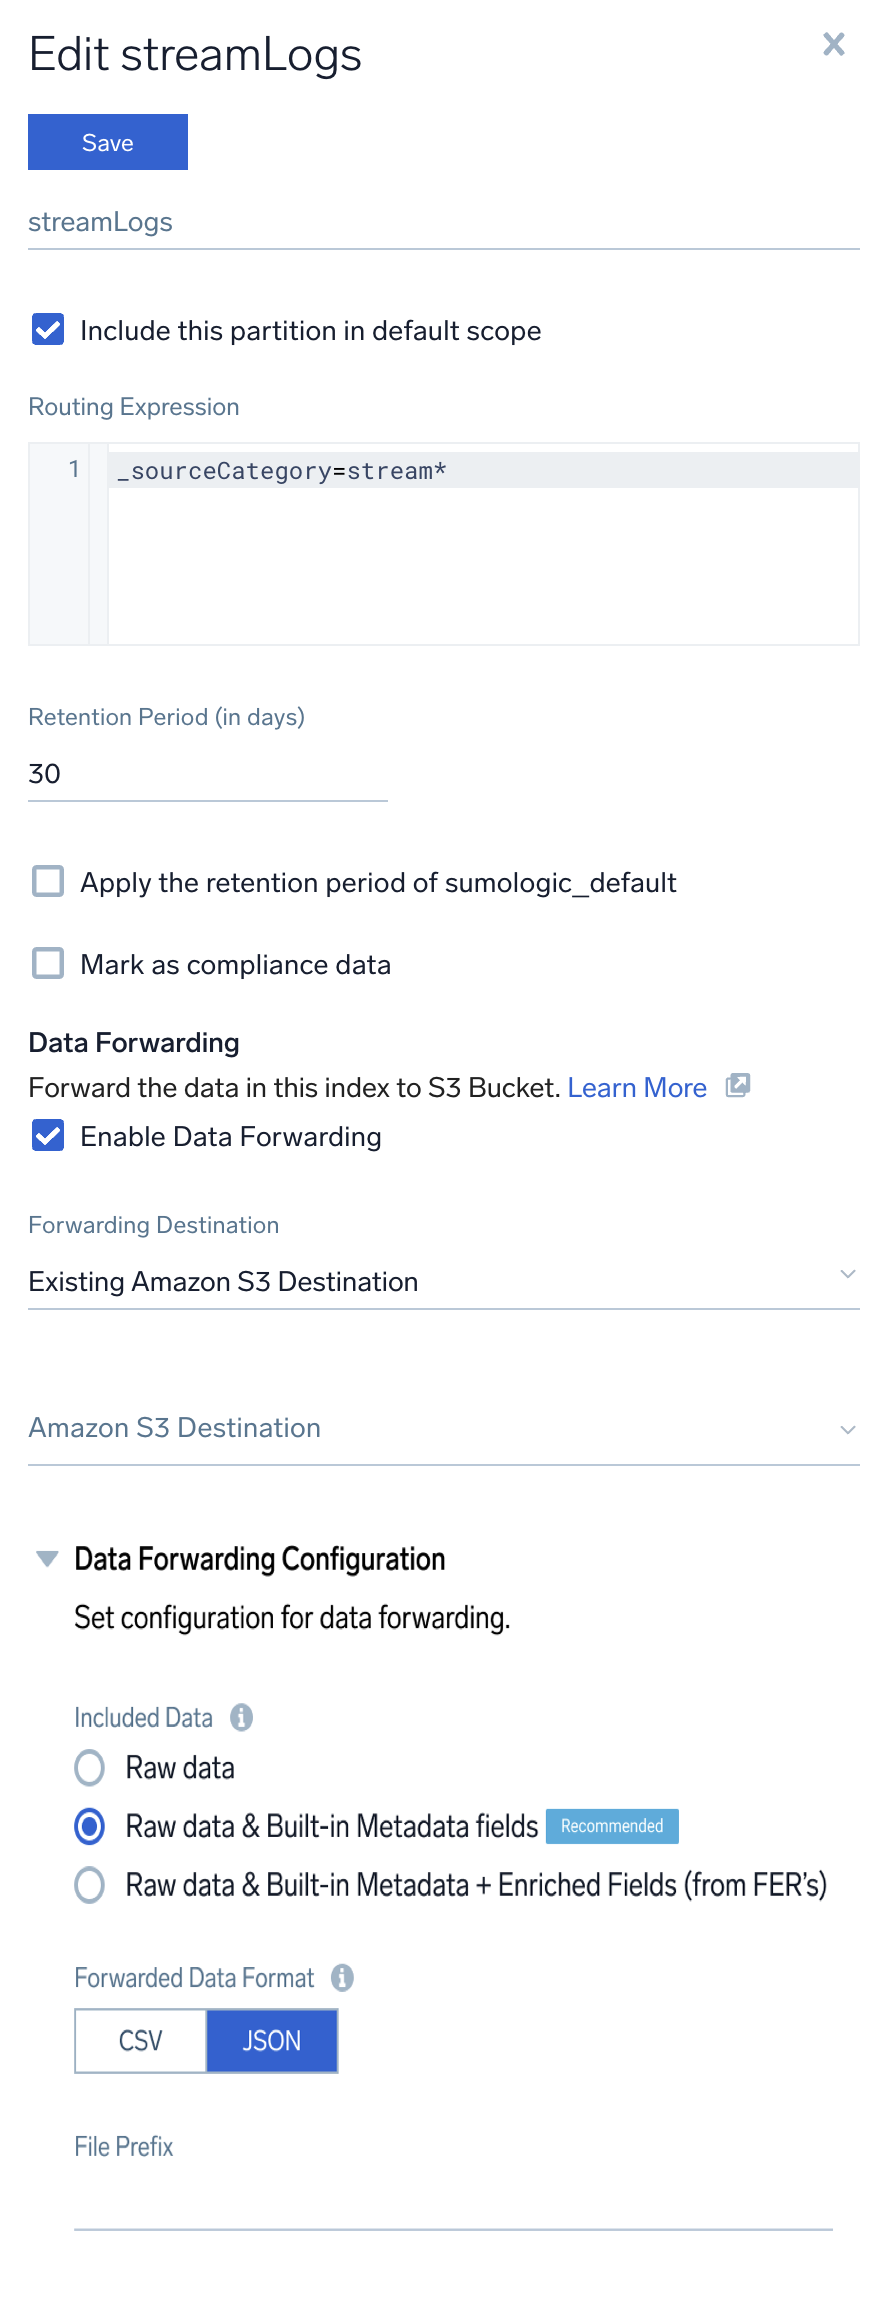 Edit streamLogs
Save
streamLogs
Include this partition in default scope
Routing Expression
1 _sourceCategory=stream*
Retention Period (in days)
30
Apply the retention period of sumologic_default
Mark as compliance data
Data Forwarding
Forward the data in this index to S3 Bucket. Learn More
Enable Data Forwarding
Forwarding Destination
Existing Amazon S3 Destination
Amazon S3 Destination
Data Forwarding Configuration
Set configuration for data forwarding.
Included Data
Raw data
Raw data & Built-in Metadata fields Recommended
Raw data & Built-in Metadata + Enriched Fields (from FER's)
Forwarded Data Format
CSV JSON
File Prefix